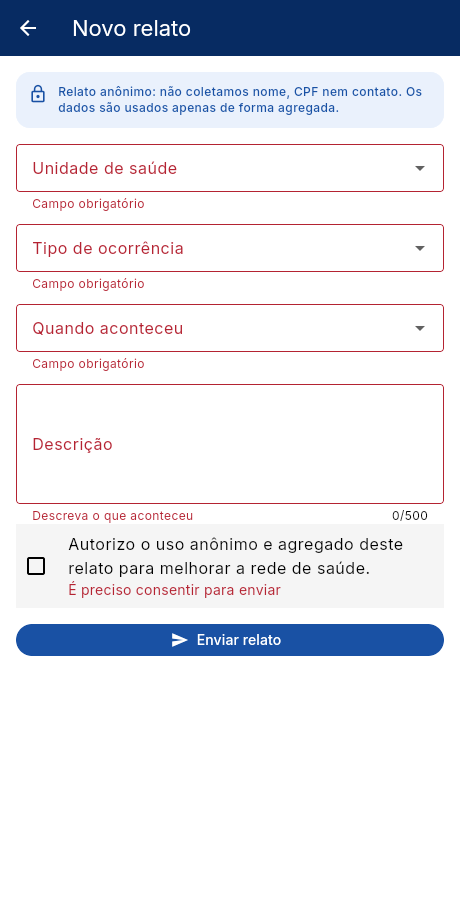 Novo relato
Relato anônimo: não coletamos nome, CPF nem contato. Os
dados são usados apenas de forma agregada.
Unidade de saúde
Campo obrigatório
Tipo de ocorrência
Campo obrigatório
Quando aconteceu
Campo obrigatório
Descrição
Descreva o que aconteceu
0/500
Autorizo o uso anônimo e agregado deste
relato para melhorar a rede de saúde.
É preciso consentir para enviar
Enviar relato